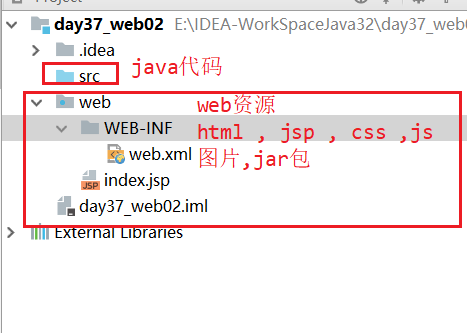 day37_web02 E:\IDEA-WorkSpaceJava32\day37_web0
.idea
src java代码
web web资源
WEB-INF html , jsp , css ,js
web.xml 图片,jar包
JSP index.jsp
day37_web02.iml
External Libraries